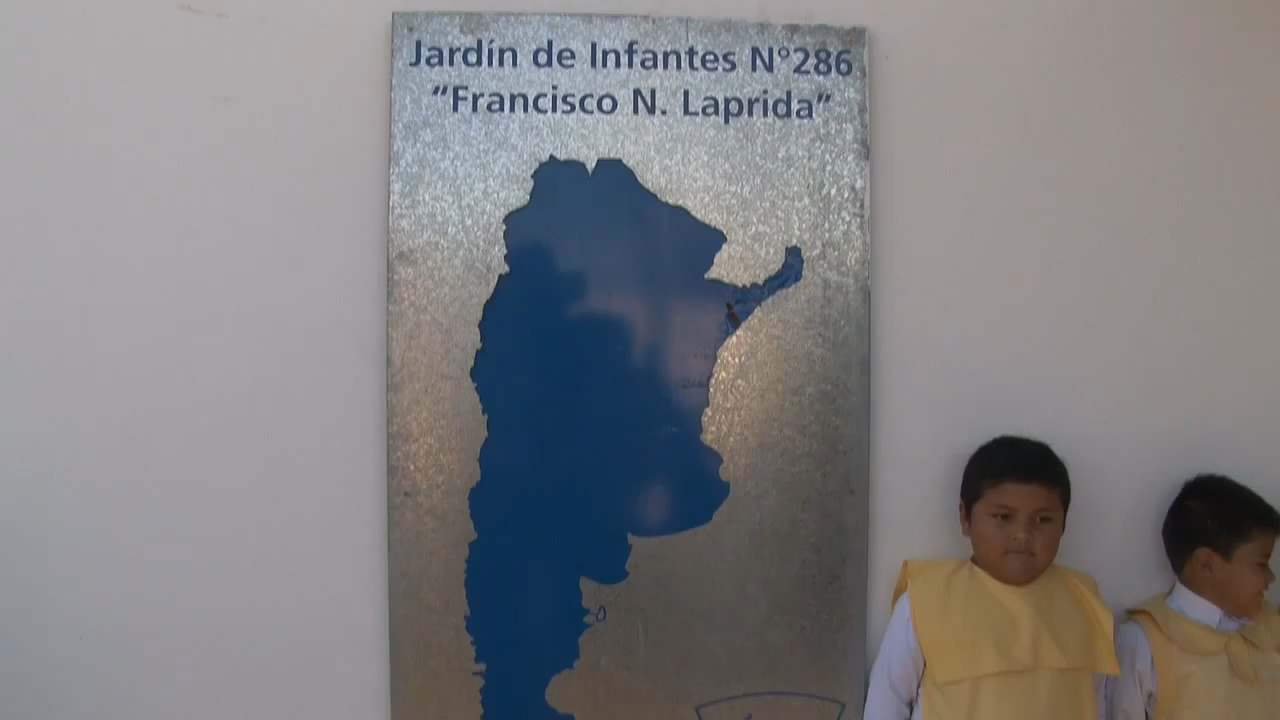 Jardín de Infantes N°286
“Francisco N. Laprida”